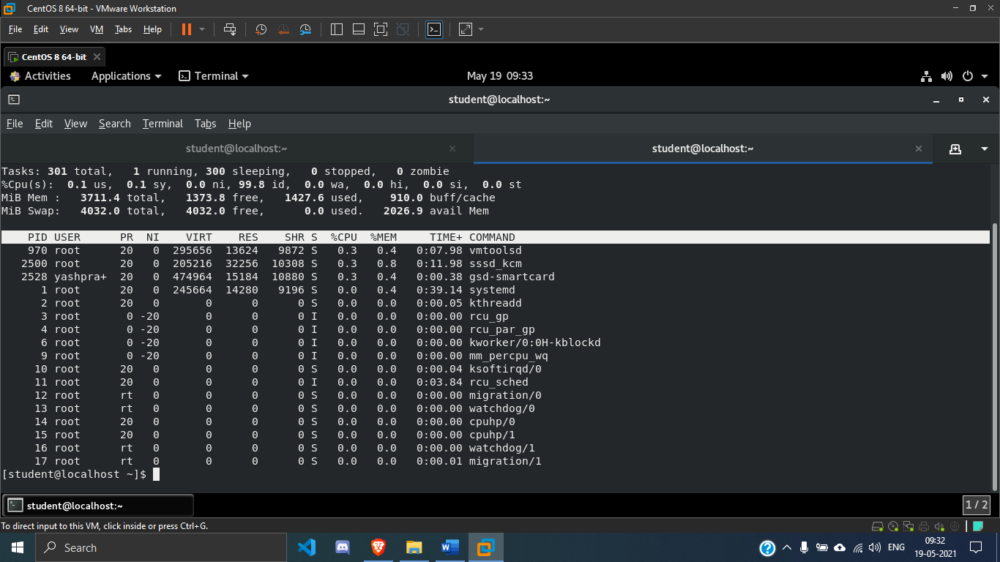 CentOS 8 64-bit - VMware Workstation
File Edit View VM Tabs Help
CentOS 8 64-bit
Activities Applications Terminal May 19 09:33
student@localhost:~
File Edit View Search Terminal Tabs Help
student@localhost:~ student@localhost:~
Tasks: 301 total, 1 running, 300 sleeping, 0 stopped, 0 zombie
%Cpu(s): 0.1 us, 0.1 sy, 0.0 ni, 99.8 id, 0.0 wa, 0.0 hi, 0.0 si, 0.0 st
MiB Mem : 3711.4 total, 1373.8 free, 1427.6 used, 910.0 buff/cache
MiB Swap: 4032.0 total, 4032.0 free, 0.0 used. 2026.9 avail Mem
PID USER PR NI VIRT RES SHR S %CPU %MEM TIME+ COMMAND
970 root 20 0 295656 13624 9872 S 0.3 0.4 0:07.98 vmtoolsd
2500 root 20 0 205216 32256 10308 S 0.3 0.8 0:11.98 sssd_kcm
2528 yashpra+ 20 0 474964 15184 10880 S 0.3 0.4 0:00.38 gsd-smartcard
1 root 20 0 245664 14280 9196 S 0.0 0.4 0:39.14 systemd
2 root 20 0 0 0 0 S 0.0 0.0 0:00.05 kthreadd
3 root 0 -20 0 0 0 I 0.0 0.0 0:00.00 rcu_gp
4 root 0 -20 0 0 0 I 0.0 0.0 0:00.00 rcu_par_gp
6 root 0 -20 0 0 0 I 0.0 0.0 0:00.00 kworker/0:0H-kblockd
9 root 0 -20 0 0 0 I 0.0 0.0 0:00.00 mm_percpu_wq
10 root 20 0 0 0 0 S 0.0 0.0 0:00.04 ksoftirqd/0
11 root 20 0 0 0 0 I 0.0 0.0 0:03.84 rcu_sched
12 root rt 0 0 0 0 S 0.0 0.0 0:00.00 migration/0
13 root rt 0 0 0 0 S 0.0 0.0 0:00.00 watchdog/0
14 root 20 0 0 0 0 S 0.0 0.0 0:00.00 cpuhp/0
15 root 20 0 0 0 0 S 0.0 0.0 0:00.00 cpuhp/1
16 root rt 0 0 0 0 S 0.0 0.0 0:00.00 watchdog/1
17 root rt 0 0 0 0 S 0.0 0.0 0:00.01 migration/1
[student@localhost ~]$
student@localhost:~ 1 / 2
To direct input to this VM, click inside or press Ctrl+G.
Search ENG 09:32
19-05-2021